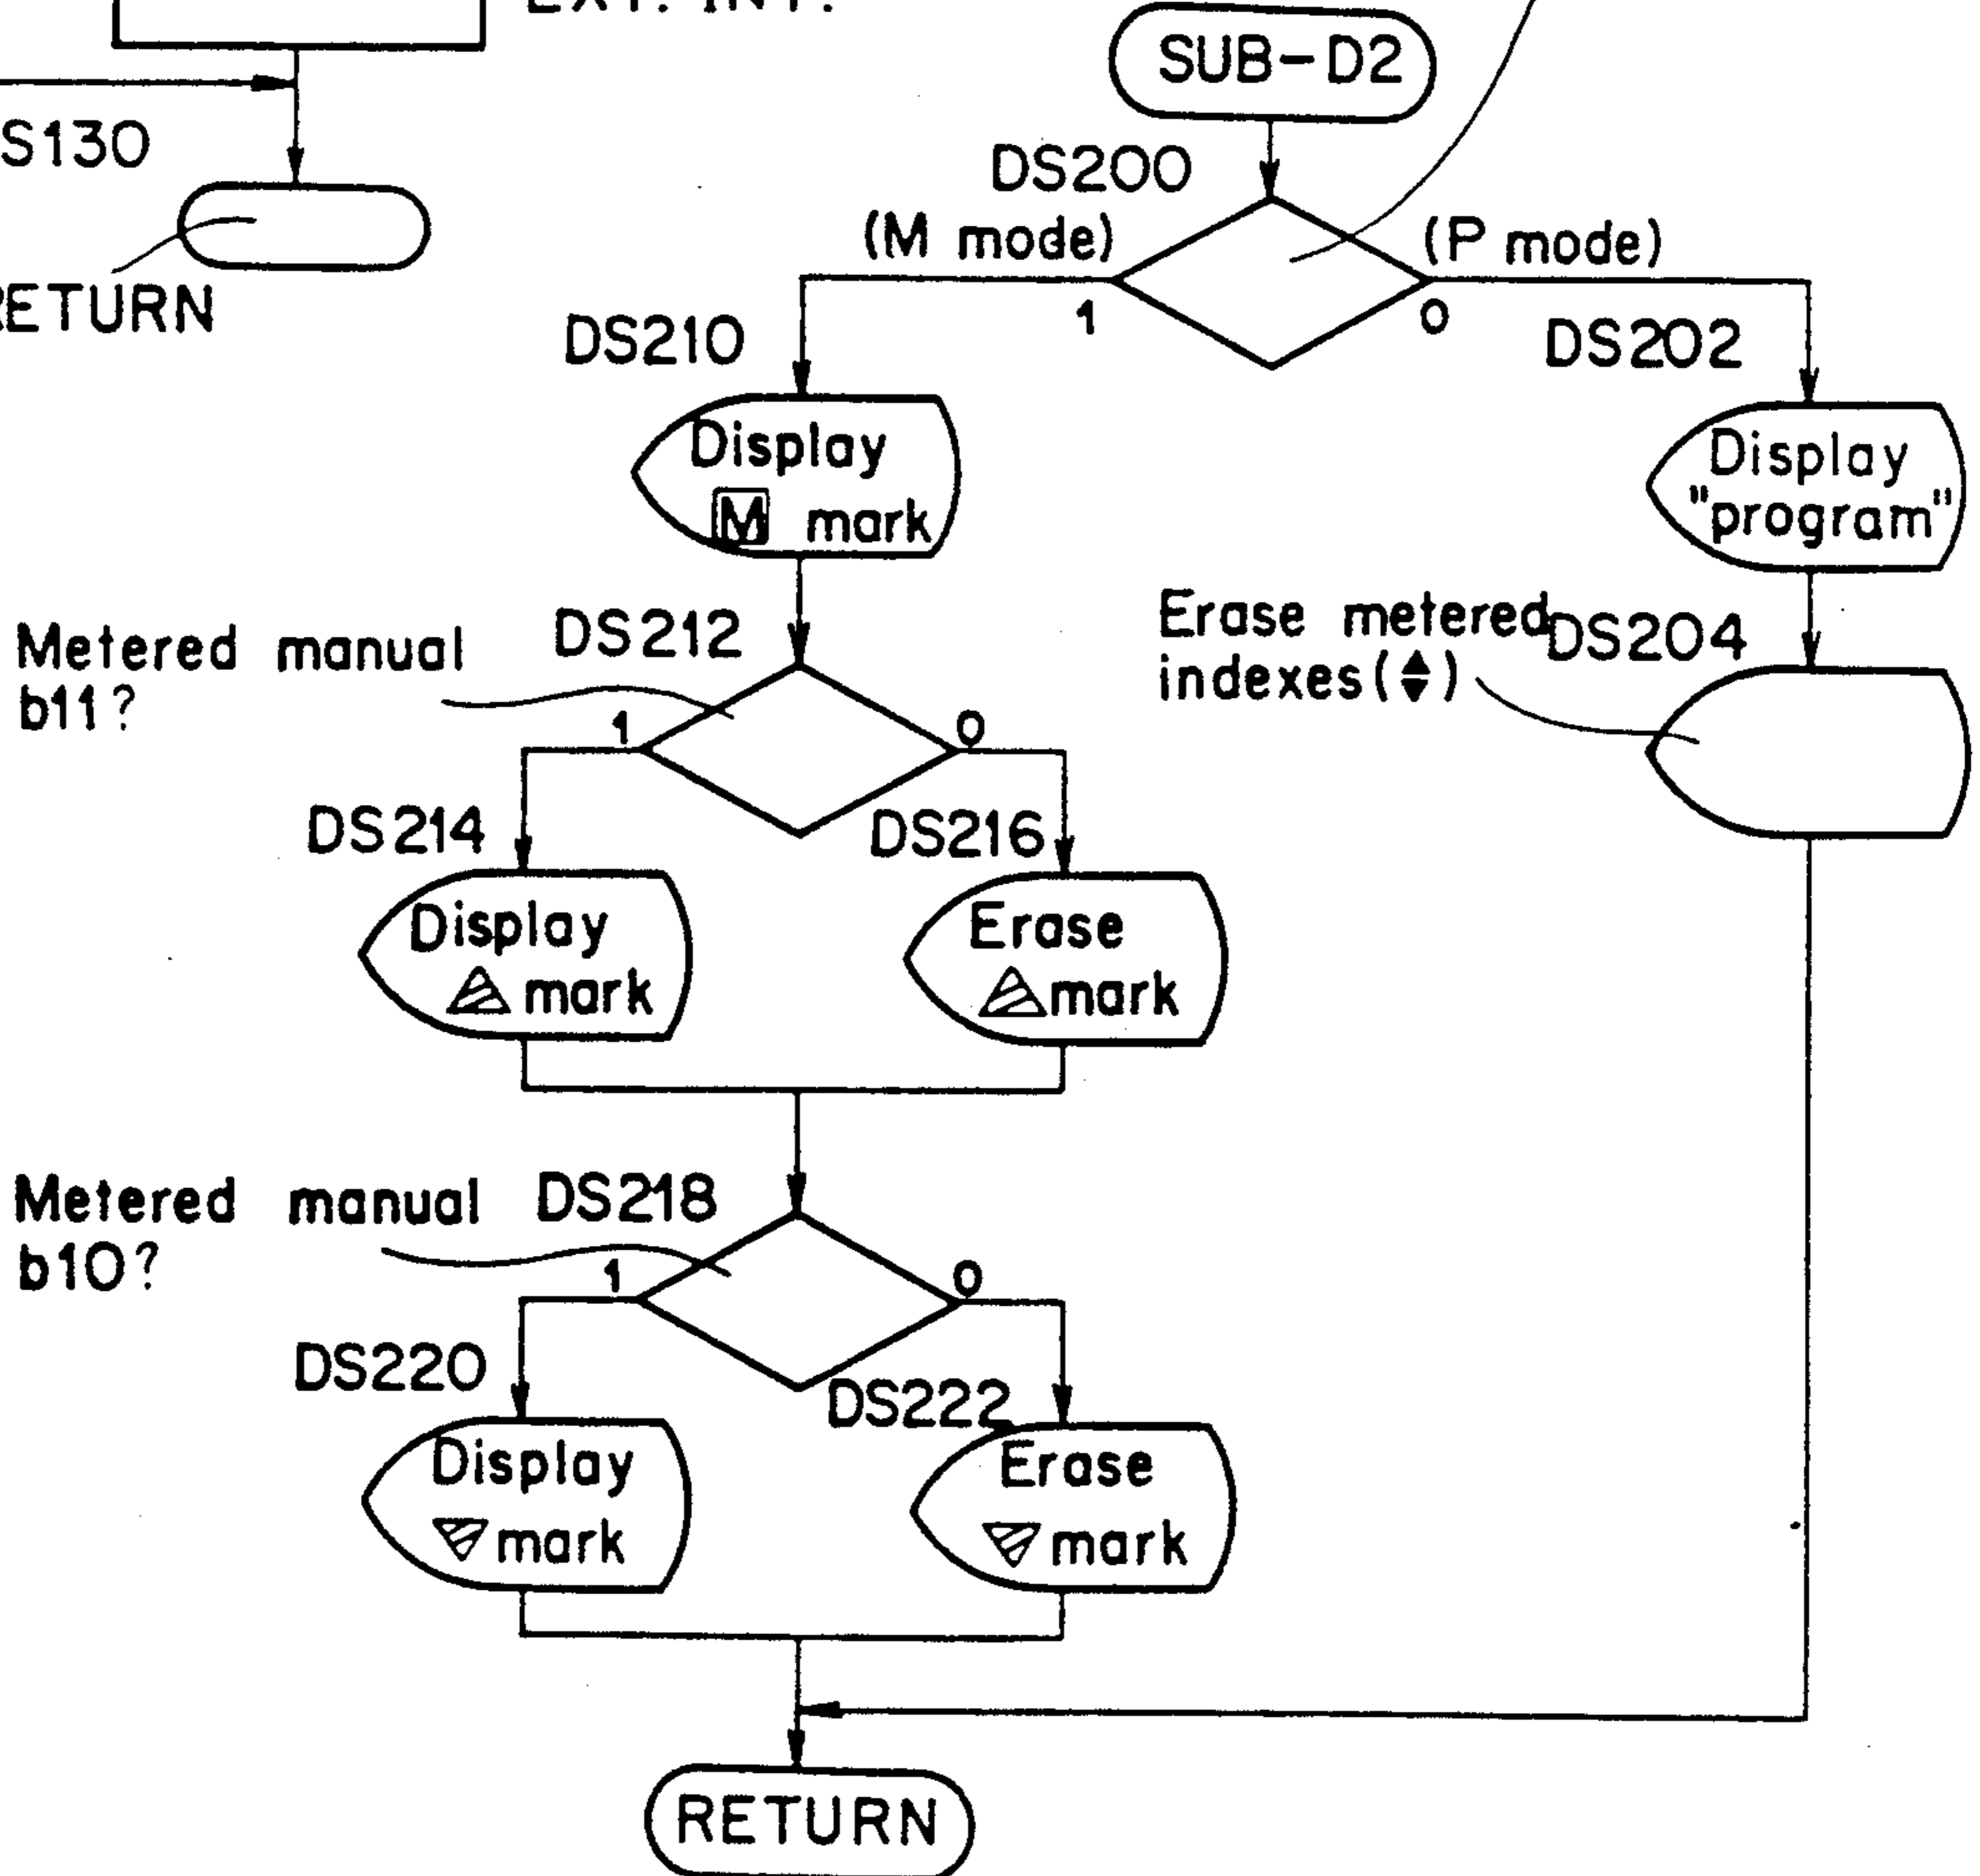 EXT. INT.
S130
RETURN
SUB-D2
DS200
(M mode)
(P mode)
1
0
DS210
DS202
Display
M mark
Display
"program"
Metered manual
b11?
DS212
1
0
Erase metered
indexes(♦)
DS204
DS214
DS216
Display
△ mark
Erase
△ mark
Metered manual
b10?
DS218
1
0
DS220
DS222
Display
▽ mark
Erase
▽ mark
RETURN